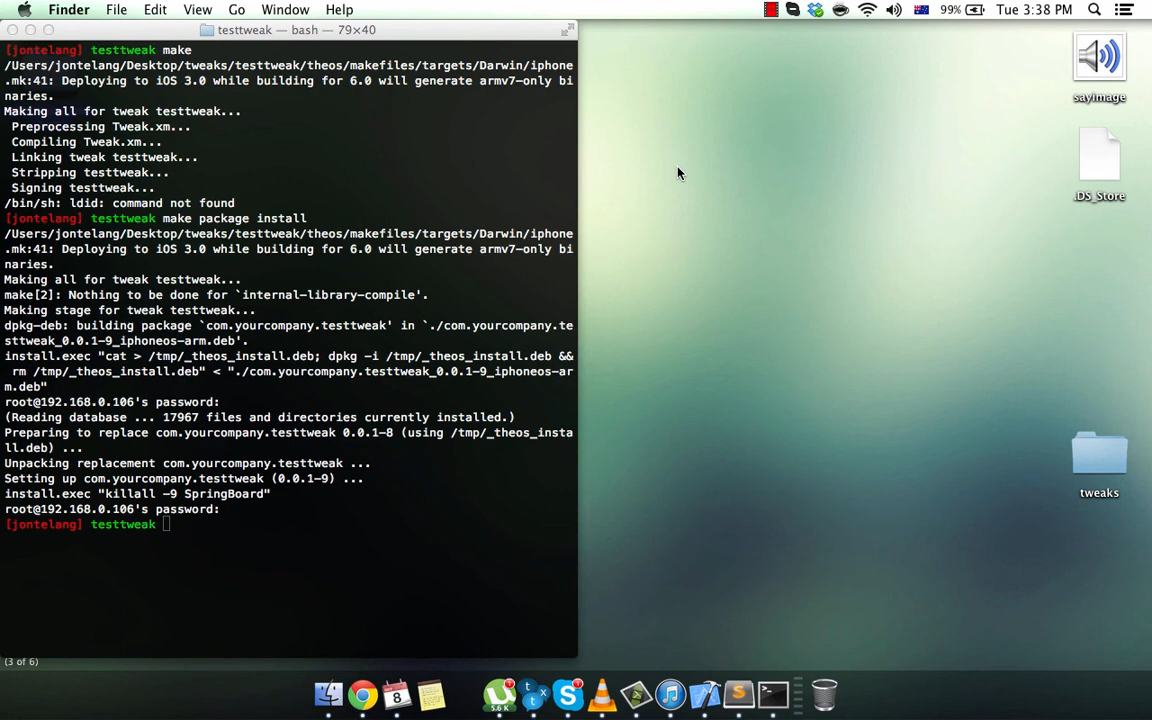 Finder File Edit View Go Window Help
99% Tue 3:38 PM
testtweak — bash — 79×40
[jontelang] testtweak make
/Users/jontelang/Desktop/tweaks/testtweak/theos/makefiles/targets/Darwin/iphone
.mk:41: Deploying to iOS 3.0 while building for 6.0 will generate armv7-only bi
naries.
Making all for tweak testtweak...
Preprocessing Tweak.xm...
Compiling Tweak.xm...
Linking tweak testtweak...
Stripping testtweak...
Signing testtweak...
/bin/sh: ldid: command not found
[jontelang] testtweak make package install
/Users/jontelang/Desktop/tweaks/testtweak/theos/makefiles/targets/Darwin/iphone
.mk:41: Deploying to iOS 3.0 while building for 6.0 will generate armv7-only bi
naries.
Making all for tweak testtweak...
make[2]: Nothing to be done for `internal-library-compile'.
Making stage for tweak testtweak...
dpkg-deb: building package `com.yourcompany.testtweak' in `./com.yourcompany.te
sttweak_0.0.1-9_iphoneos-arm.deb'.
install.exec "cat > /tmp/_theos_install.deb; dpkg -i /tmp/_theos_install.deb &&
rm /tmp/_theos_install.deb" < "./com.yourcompany.testtweak_0.0.1-9_iphoneos-ar
m.deb"
root@192.168.0.106's password:
(Reading database ... 17967 files and directories currently installed.)
Preparing to replace com.yourcompany.testtweak 0.0.1-8 (using /tmp/_theos_insta
ll.deb) ...
Unpacking replacement com.yourcompany.testtweak ...
Setting up com.yourcompany.testtweak (0.0.1-9) ...
install.exec "killall -9 SpringBoard"
root@192.168.0.106's password:
[jontelang] testtweak
(3 of 6)
sayimage
.DS_Store
tweaks
8
5.6 K
t t x
1
S
1
S